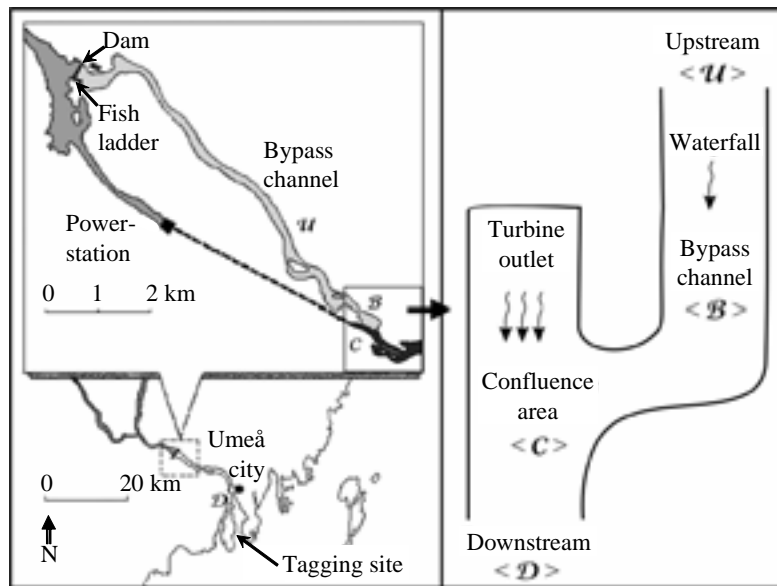 Dam
Fish
ladder
Bypass
channel
U
Power-
station
0 1 2 km
B
C
Umeå
city
0 20 km
D
N
Tagging site
Upstream
<U>
Waterfall
Turbine
outlet
Bypass
channel
<B>
Confluence
area
<C>
Downstream
<D>